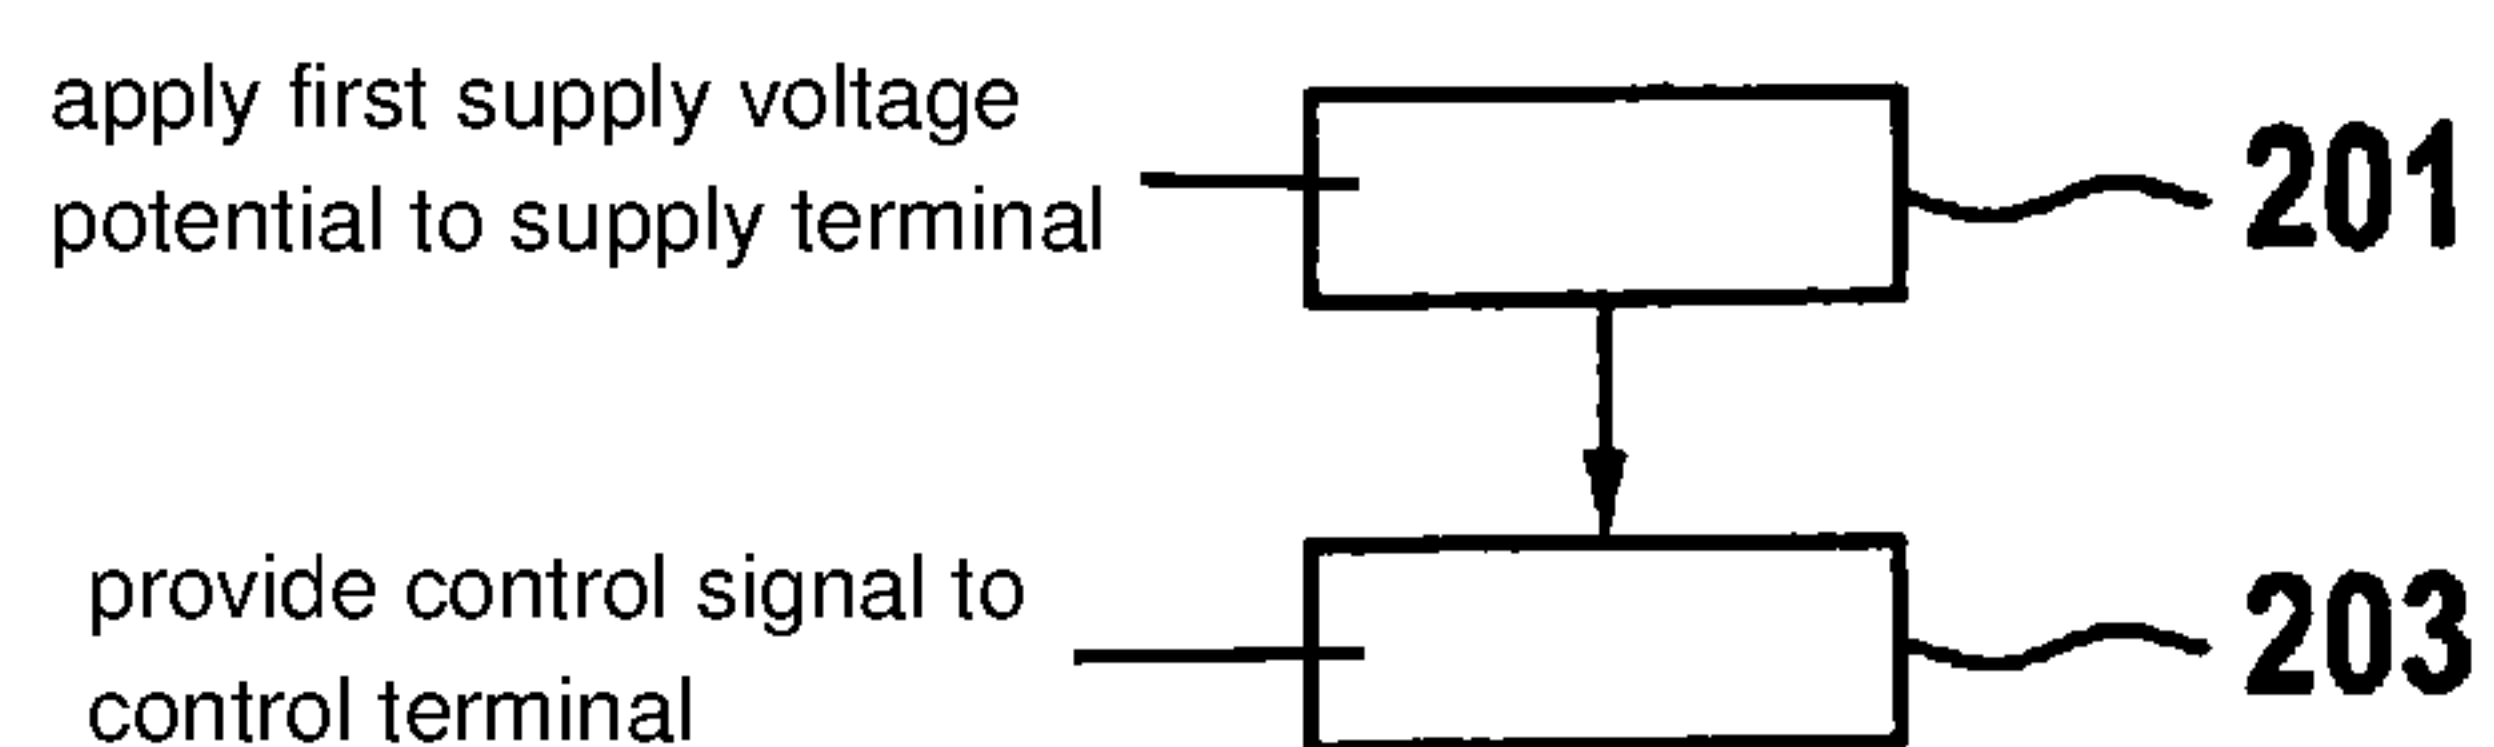 apply first supply voltage
potential to supply terminal
201
provide control signal to
control terminal
203